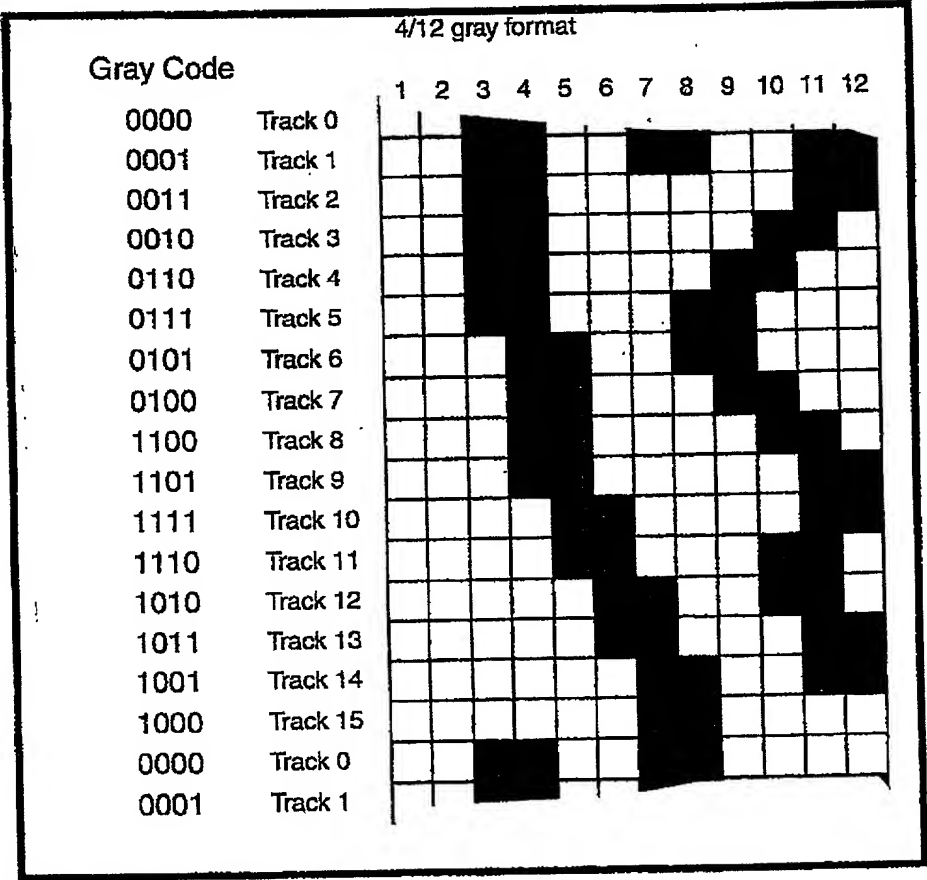 4/12 gray format
Gray Code
1 2 3 4 5 6 7 8 9 10 11 12
0000 Track 0
0001 Track 1
0011 Track 2
0010 Track 3
0110 Track 4
0111 Track 5
0101 Track 6
0100 Track 7
1100 Track 8
1101 Track 9
1111 Track 10
1110 Track 11
1010 Track 12
1011 Track 13
1001 Track 14
1000 Track 15
0000 Track 0
0001 Track 1